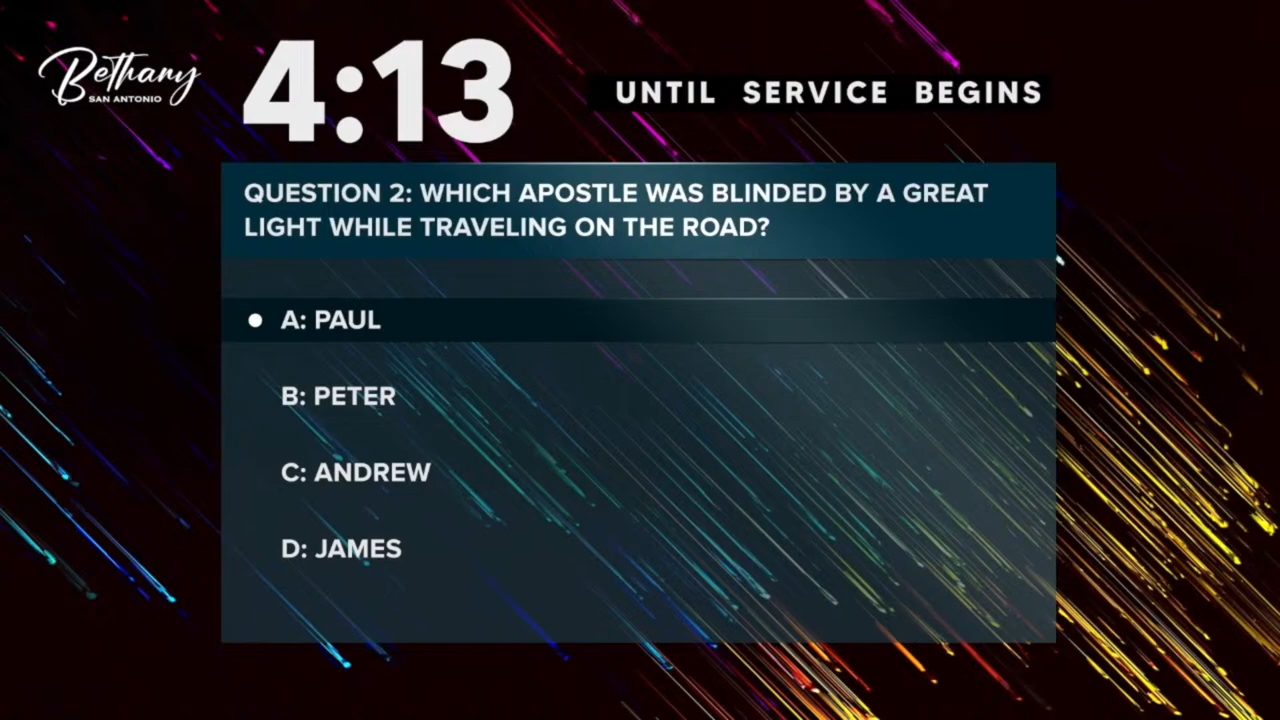 Bethany
SAN ANTONIO
4:13
UNTIL SERVICE BEGINS
QUESTION 2: WHICH APOSTLE WAS BLINDED BY A GREAT
LIGHT WHILE TRAVELING ON THE ROAD?
A: PAUL
B: PETER
C: ANDREW
D: JAMES